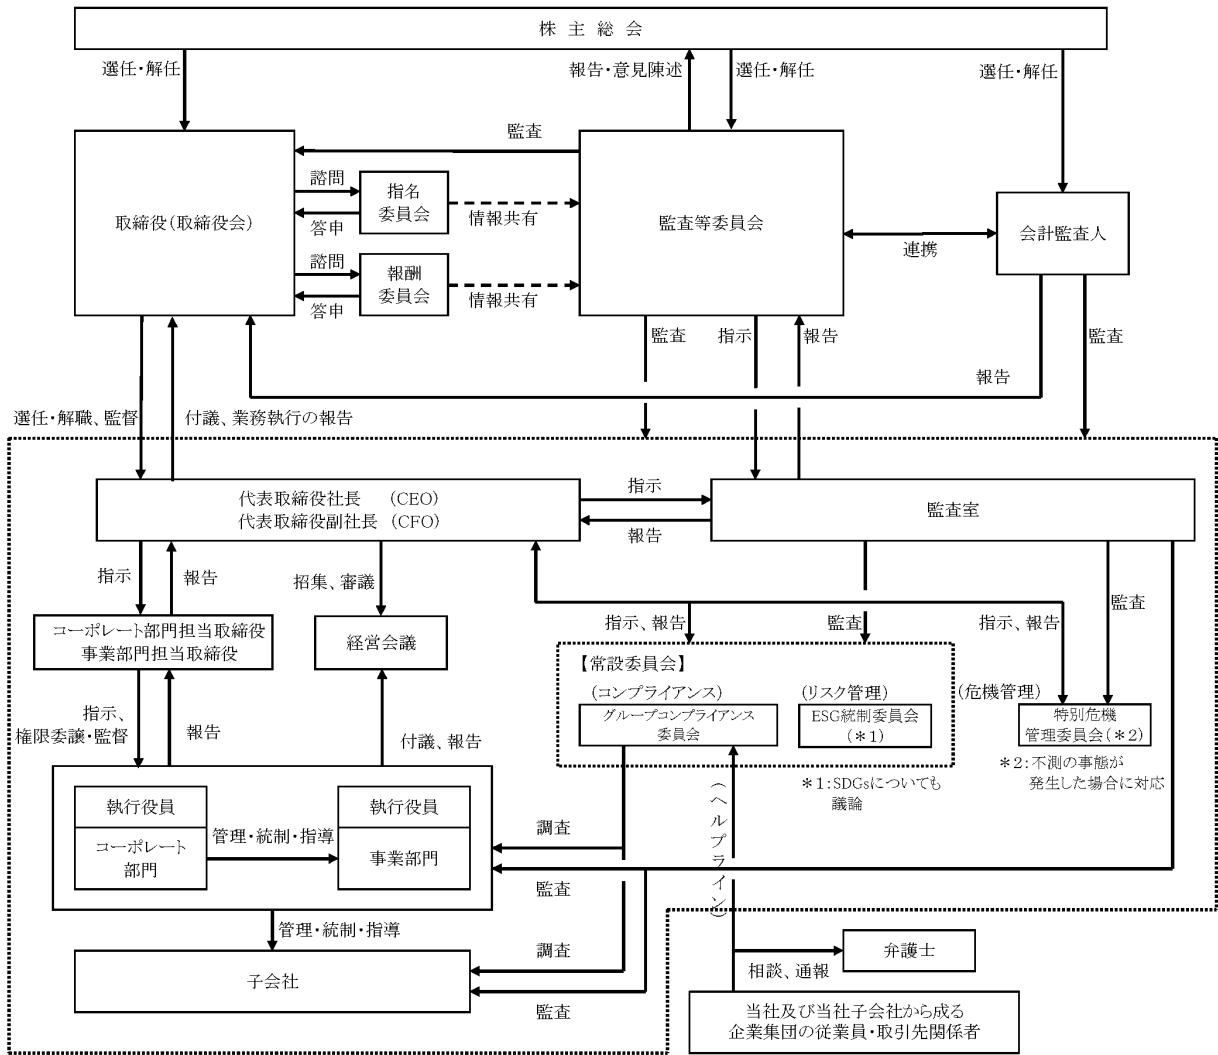 株 主 総 会
選任・解任
報告・意見陳述
選任・解任
選任・解任
監査
諮問
指名
委員会
答申
情報共有
取締役(取締役会)
監査等委員会
会計監査人
連携
諮問
報酬
委員会
答申
情報共有
監査
指示
報告
監査
報告
選任・解職、監督
付議、業務執行の報告
代表取締役社長 (CEO)
代表取締役副社長 (CFO)
指示
報告
監査室
指示
報告
招集、審議
監査
コーポレート部門担当取締役
事業部門担当取締役
経営会議
指示、報告
監査
指示、報告
【常設委員会】
(コンプライアンス)
(リスク管理)
(危機管理)
グループコンプライアンス
委員会
ESG統制委員会
(*1)
特別危機
管理委員会(*2)
指示、
権限委譲・監督
報告
付議、報告
*2:不測の事態が
発生した場合に対応
*1:SDGsについても
議論
執行役員
コーポレート
部門
管理・統制・指導
執行役員
事業部門
調査
監査
(ヘルプライン)
管理・統制・指導
子会社
調査
監査
相談、通報
弁護士
当社及び当社子会社から成る
企業集団の従業員・取引先関係者